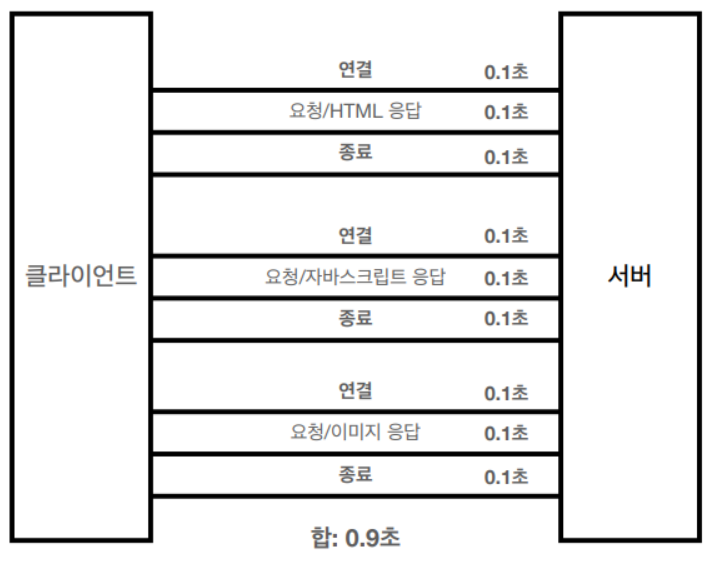 연결 0.1초
요청/HTML 응답 0.1초
종료 0.1초
연결 0.1초
클라이언트
요청/자바스크립트 응답 0.1초
서버
종료 0.1초
연결 0.1초
요청/이미지 응답 0.1초
종료 0.1초
합: 0.9초